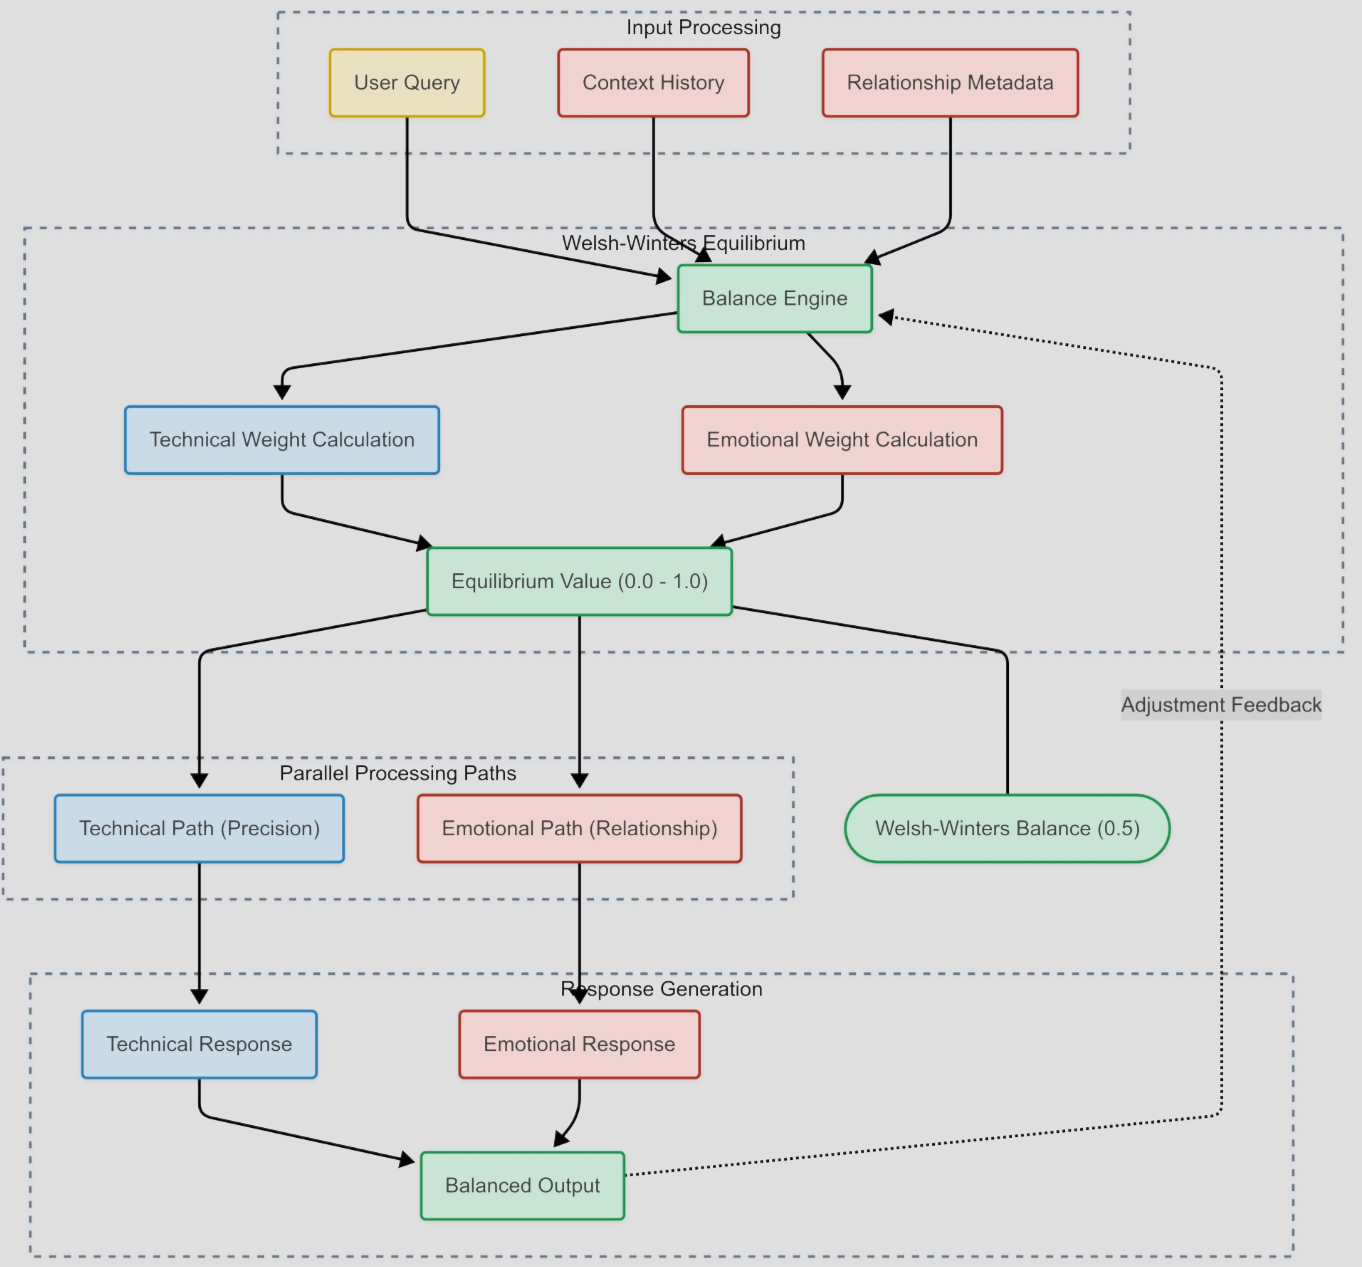 Input Processing
User Query
Context History
Relationship Metadata
Welsh-Winters Equilibrium
Balance Engine
Technical Weight Calculation
Emotional Weight Calculation
Equilibrium Value (0.0 - 1.0)
Adjustment Feedback
Parallel Processing Paths
Technical Path (Precision)
Emotional Path (Relationship)
Welsh-Winters Balance (0.5)
Response Generation
Technical Response
Emotional Response
Balanced Output